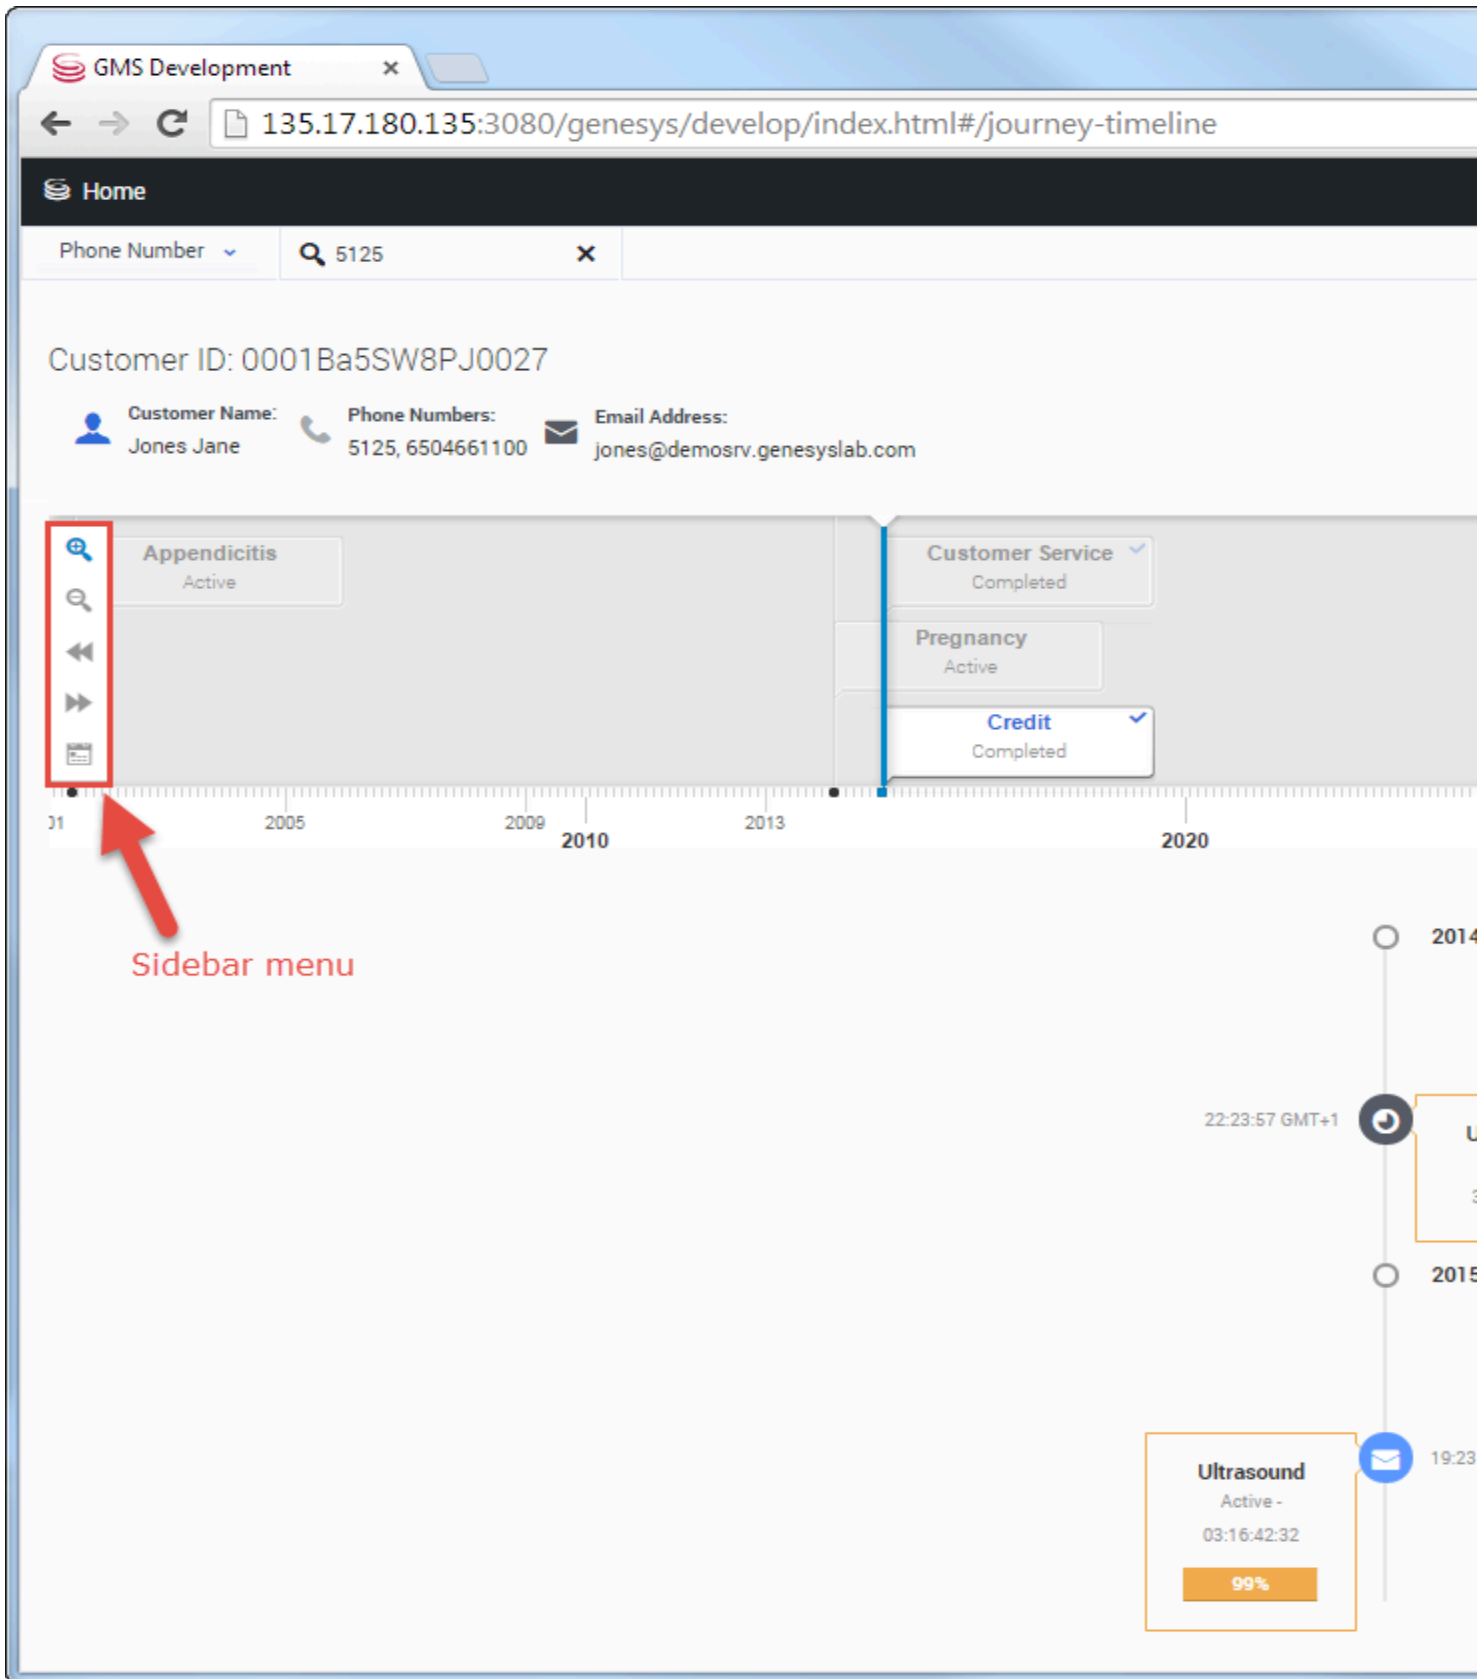 GMS Development
135.17.180.135:3080/genesys/develop/index.html#/journey-timeline
Home
Phone Number 5125
Customer ID: 0001Ba5SW8PJ0027
Customer Name: Phone Numbers: Email Address:
Jones Jane 5125, 6504661100 jones@demosrv.genesyslab.com
Appendicitis Customer Service
Active Completed
Pregnancy
Active
Credit
Completed
01 2005 2009 2013
2010 2020
Sidebar menu
2014
22:23:57 GMT+1
2015
19:23
Ultrasound
Active -
03:16:42:32
99%